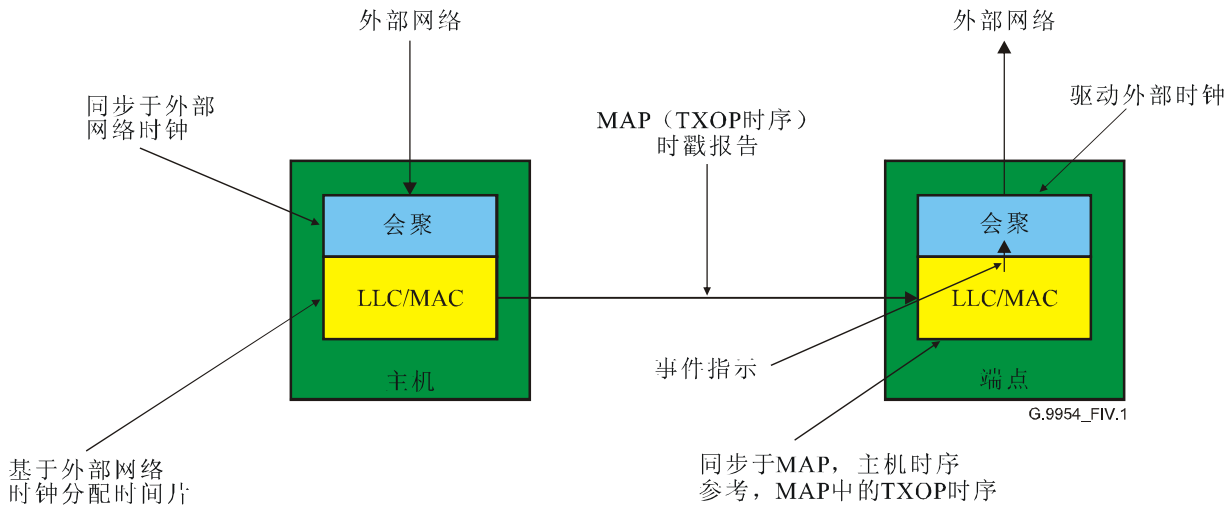 外部网络
外部网络
同步于外部
网络时钟
驱动外部时钟
MAP（TXOP时序）
时戳报告
会聚
会聚
LLC/MAC
LLC/MAC
事件指示
主机
端点
G.9954_FIV.1
基于外部网络
时钟分配时间片
同步于MAP，主机时序
参考，MAP中的TXOP时序